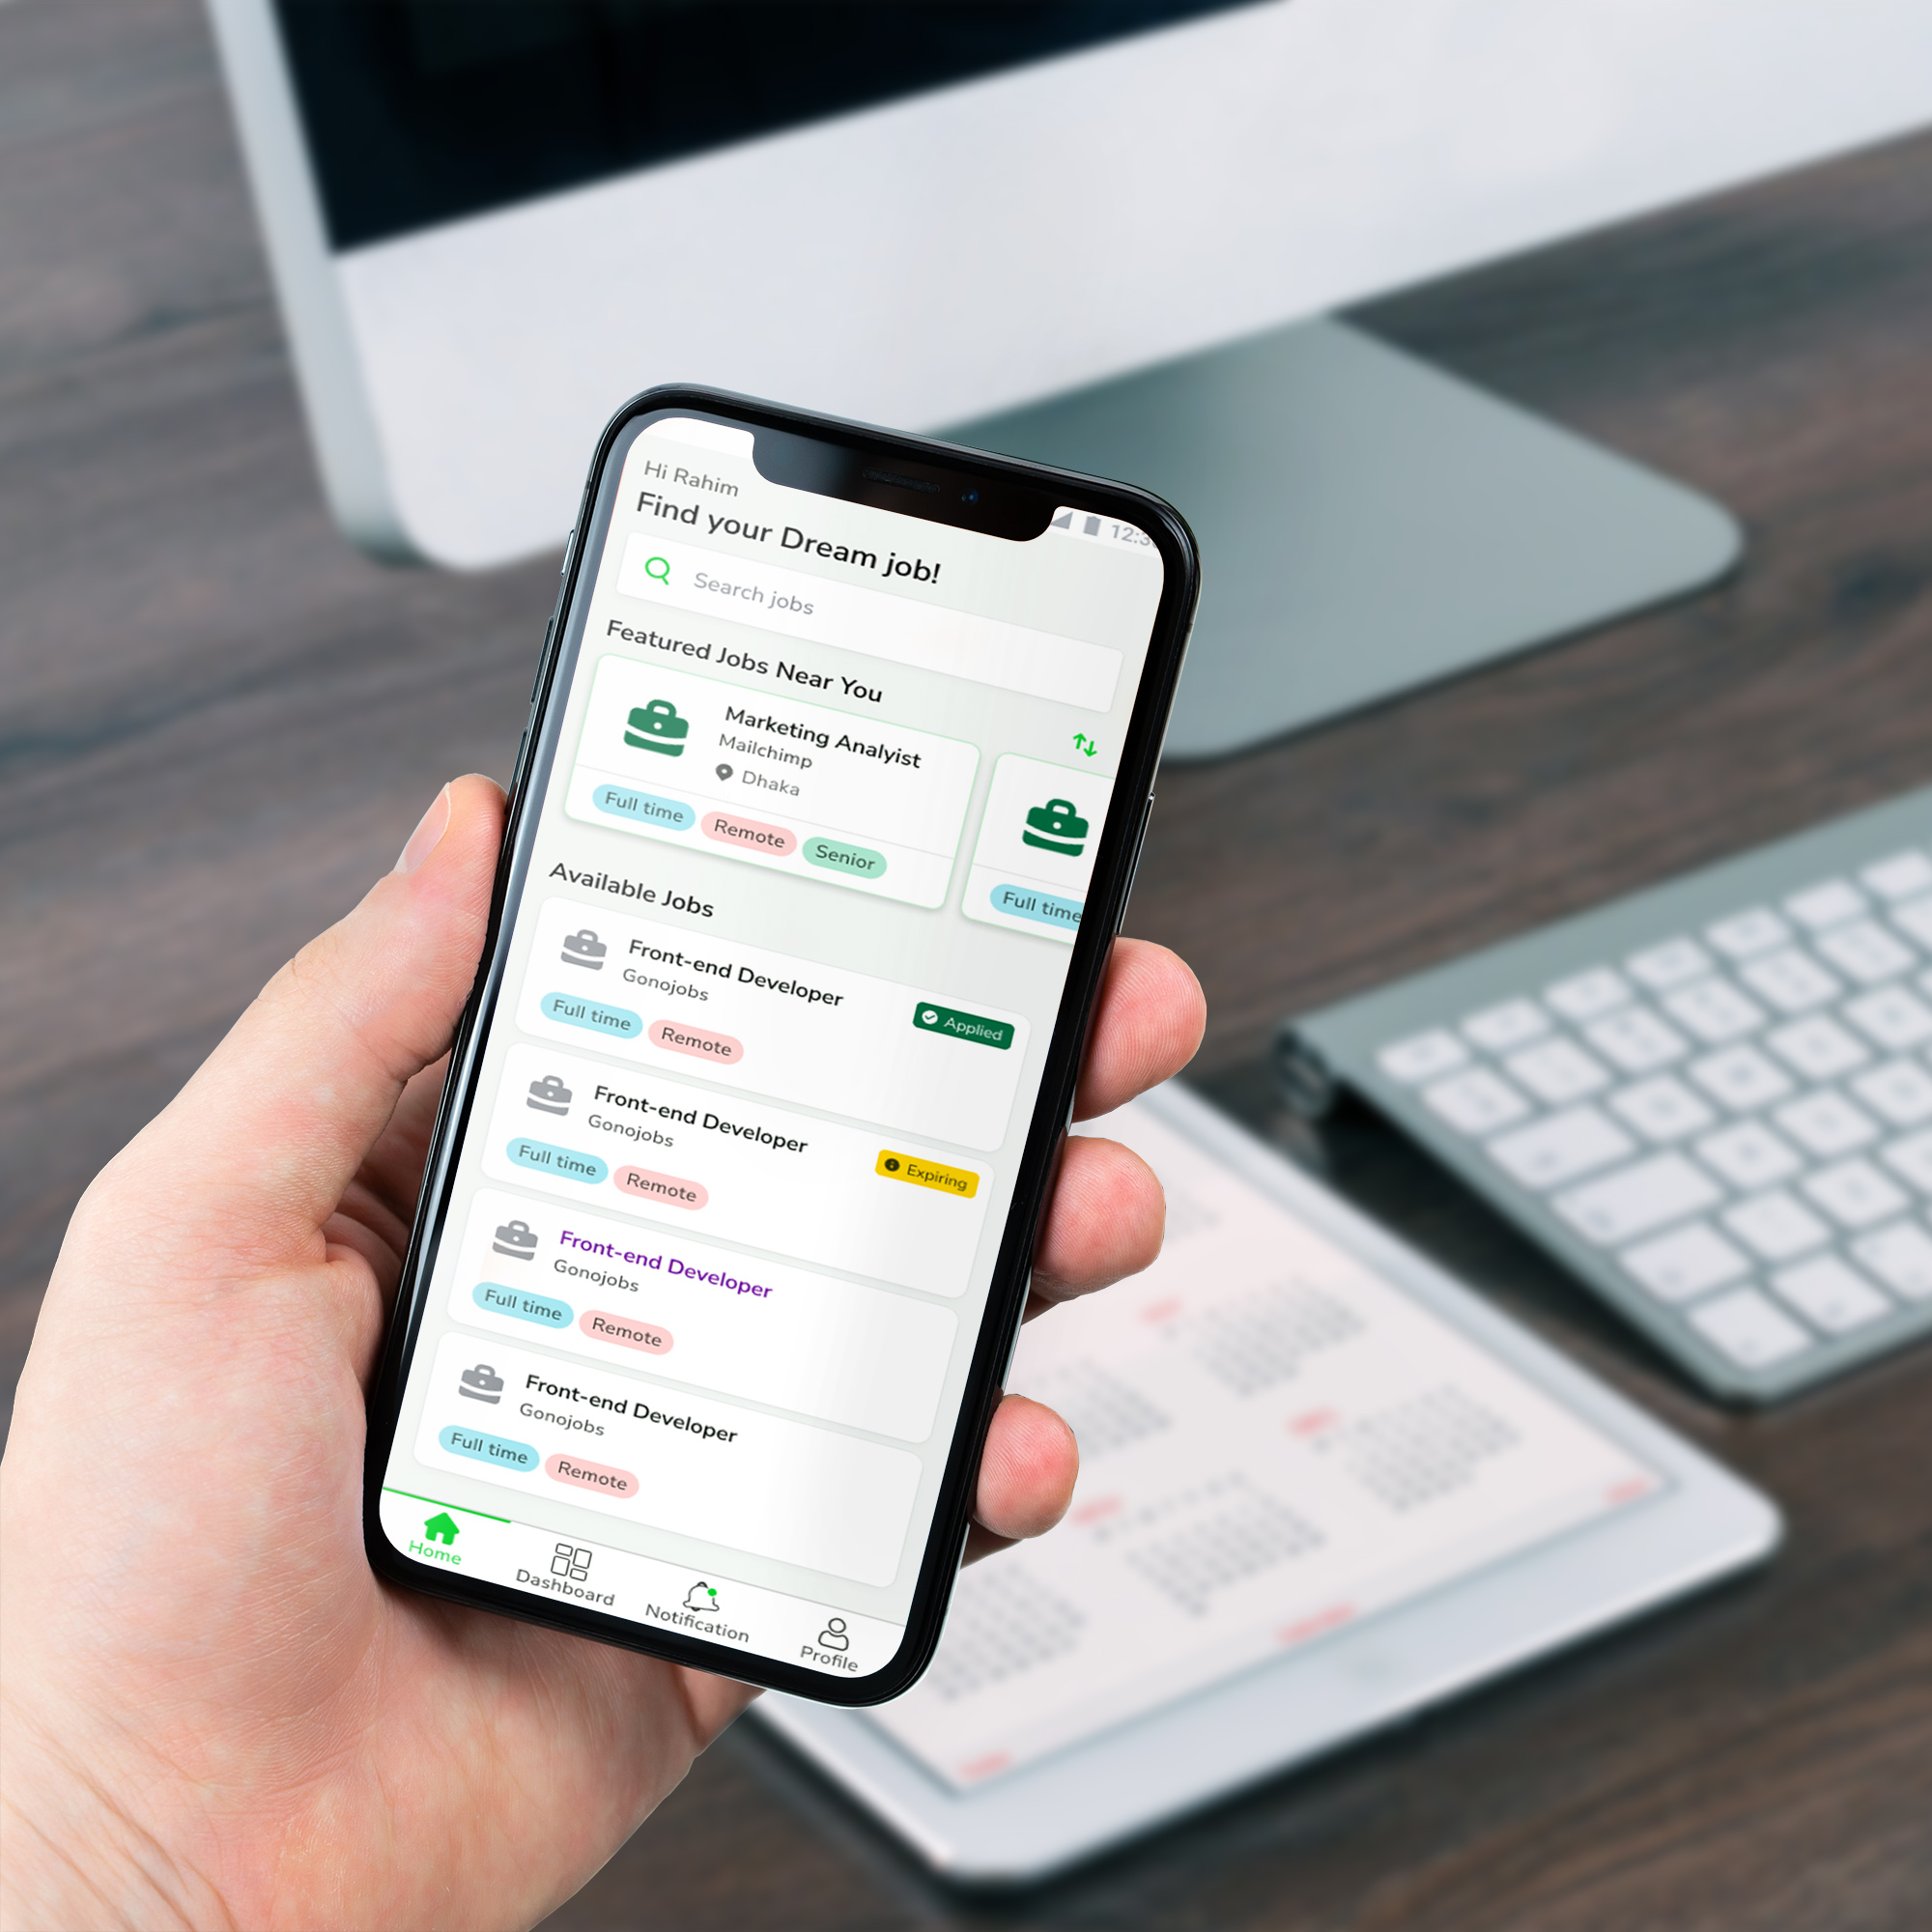 Hi Rahim
Find your Dream job!
Search jobs
Featured Jobs Near You
Marketing Analyist
Mailchimp
Dhaka
Full time Remote Senior
Full time
Available Jobs
Front-end Developer
Gonojobs
Applied
Full time Remote
Front-end Developer
Gonojobs
Expiring
Full time Remote
Front-end Developer
Gonojobs
Full time Remote
Front-end Developer
Gonojobs
Full time Remote
Home Dashboard Notification Profile